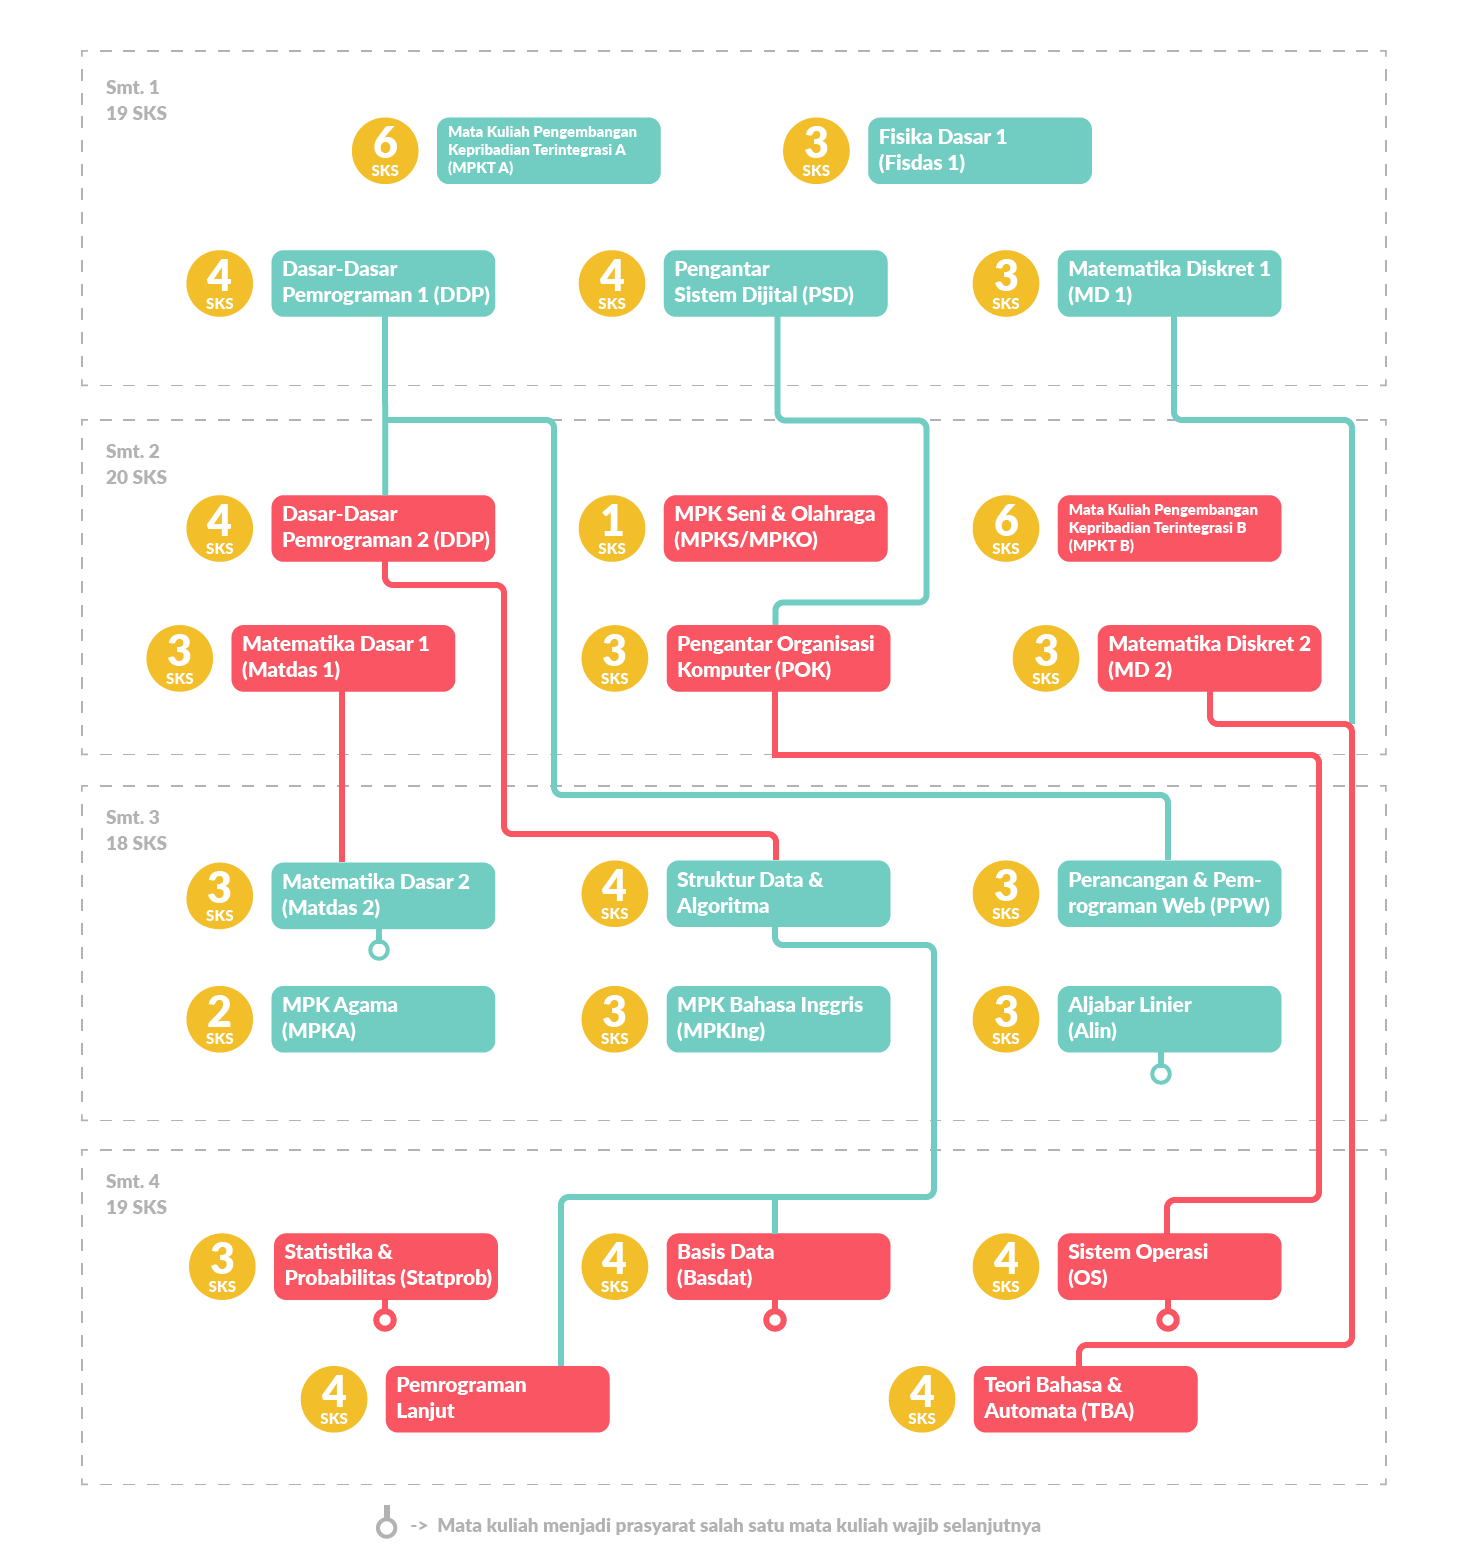 Smt. 1
19 SKS
6
SKS
Mata Kuliah Pengembangan
Kepribadian Terintegrasi A
(MPKT A)
3
SKS
Fisika Dasar 1
(Fisdas 1)
4
SKS
Dasar-Dasar
Pemrograman 1 (DDP)
4
SKS
Pengantar
Sistem Dijital (PSD)
3
SKS
Matematika Diskret 1
(MD 1)
Smt. 2
20 SKS
4
SKS
Dasar-Dasar
Pemrograman 2 (DDP)
1
SKS
MPK Seni & Olahraga
(MPKS/MPKO)
6
SKS
Mata Kuliah Pengembangan
Kepribadian Terintegrasi B
(MPKT B)
3
SKS
Matematika Dasar 1
(Matdas 1)
3
SKS
Pengantar Organisasi
Komputer (POK)
3
SKS
Matematika Diskret 2
(MD 2)
Smt. 3
18 SKS
3
SKS
Matematika Dasar 2
(Matdas 2)
4
SKS
Struktur Data &
Algoritma
3
SKS
Perancangan & Pem-
rograman Web (PPW)
2
SKS
MPK Agama
(MPKA)
3
SKS
MPK Bahasa Inggris
(MPKIng)
3
SKS
Aljabar Linier
(Alin)
Smt. 4
19 SKS
3
SKS
Statistika &
Probabilitas (Statprob)
4
SKS
Basis Data
(Basdat)
4
SKS
Sistem Operasi
(OS)
4
SKS
Pemrograman
Lanjut
4
SKS
Teori Bahasa &
Automata (TBA)
-> Mata kuliah menjadi prasyarat salah satu mata kuliah wajib selanjutnya